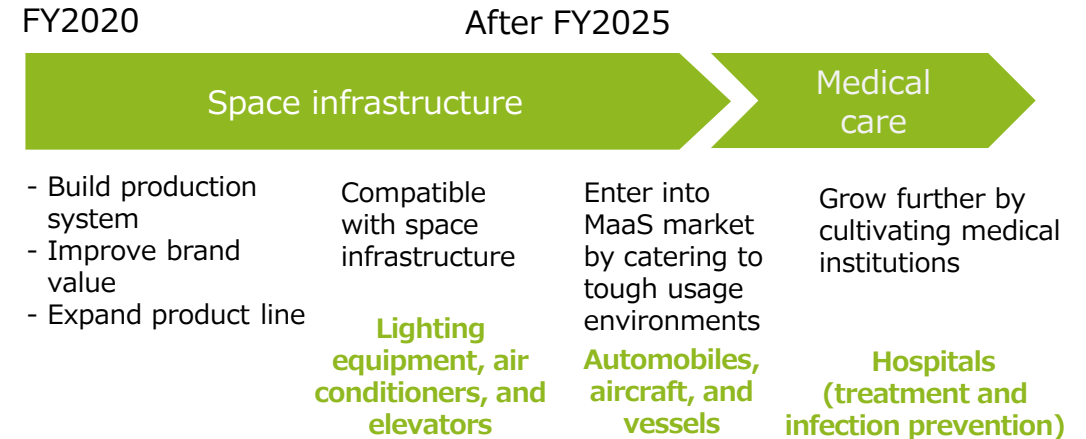 FY2020
After FY2025
Space infrastructure
Medical
care
- Build production
system
- Improve brand
value
- Expand product line
Compatible
with space
infrastructure
Lighting
equipment, air
conditioners, and
elevators
Enter into
MaaS market
by catering to
tough usage
environments
Automobiles,
aircraft, and
vessels
Grow further by
cultivating medical
institutions
Hospitals
(treatment and
infection prevention)